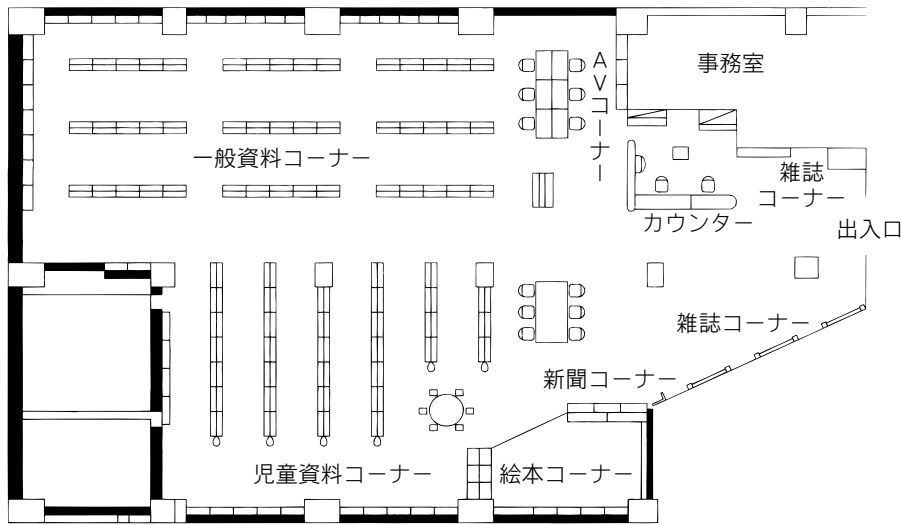 事務室
AVコーナー
一般資料コーナー
雑誌
コーナー
カウンター
出入口
雑誌コーナー
新聞コーナー
児童資料コーナー
絵本コーナー